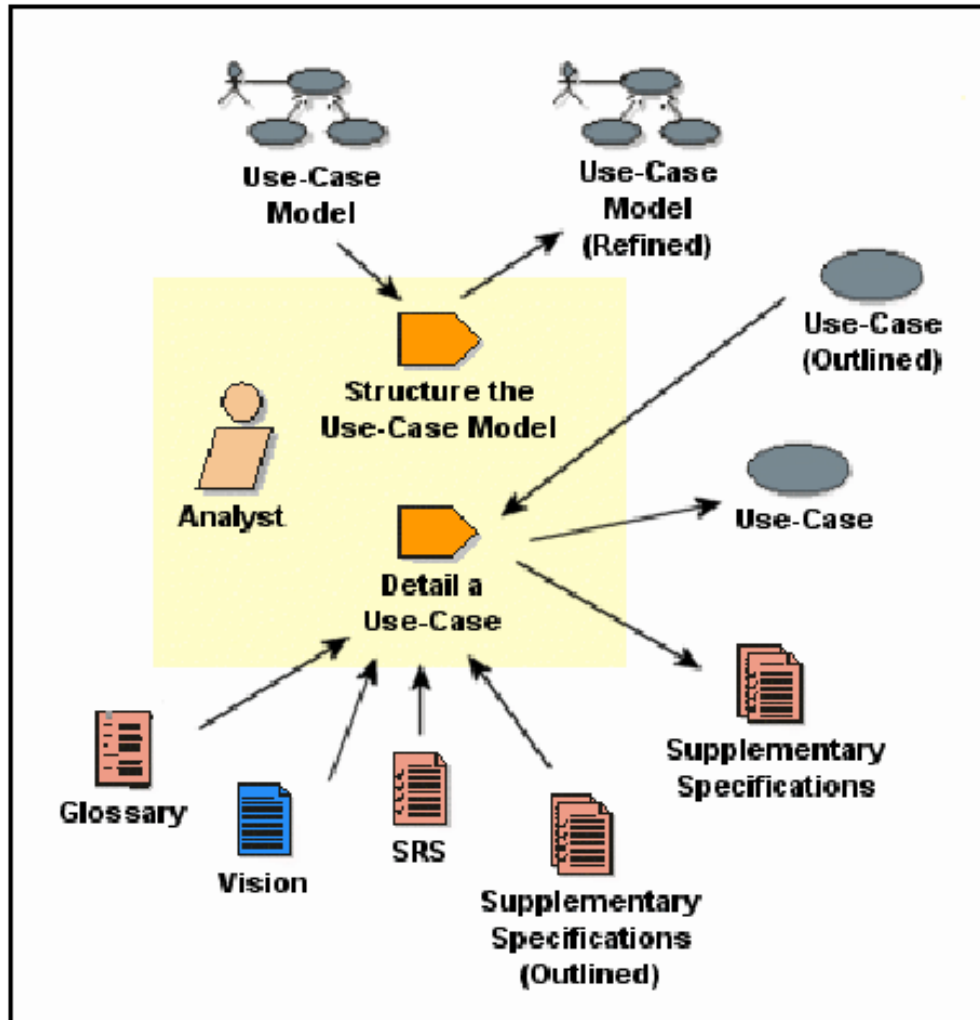 Use-Case
Model
Use-Case
Model
(Refined)
Use-Case
(Outlined)
Structure the
Use-Case Model
Analyst
Use-Case
Detail a
Use-Case
Supplementary
Specifications
Glossary
Vision
SRS
Supplementary
Specifications
(Outlined)